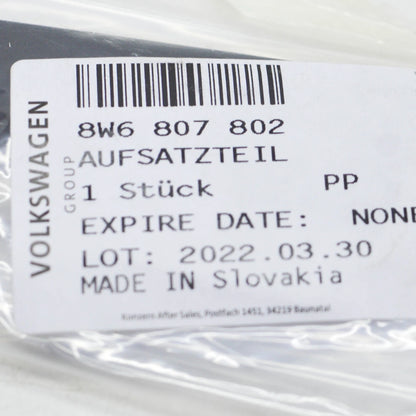 VOLKSWAGEN
GROUP
8W6 807 802
AUFSATZTEIL
1 Stück PP
EXPIRE DATE: NONE
LOT: 2022.03.30
MADE IN Slovakia
Konzern After Sales, Postfach 1451, 34219 Baunatal